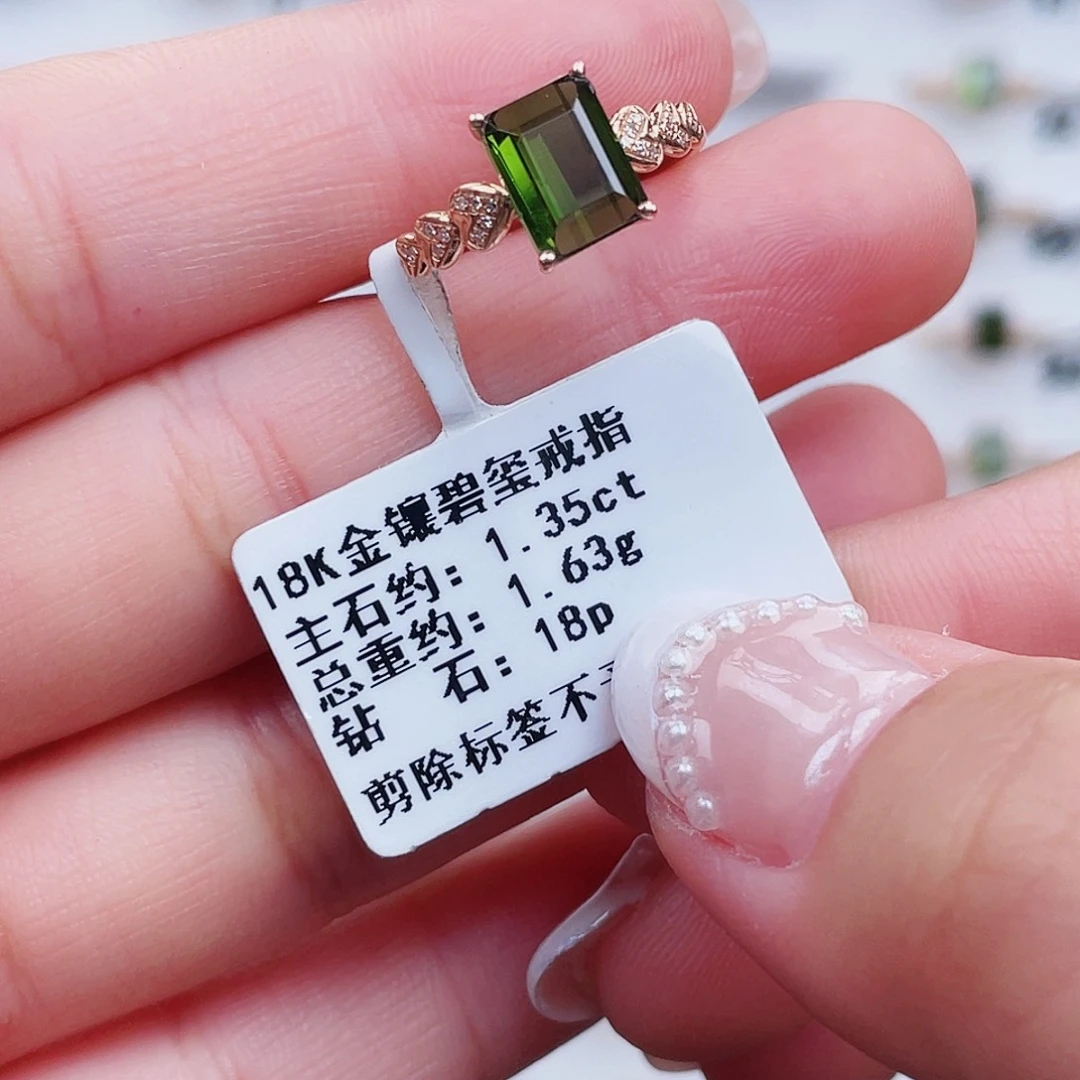 18K金镶碧玺戒指
主石约: 1.35ct
总重约: 1.63g
钻 石: 18p
剪除标签不